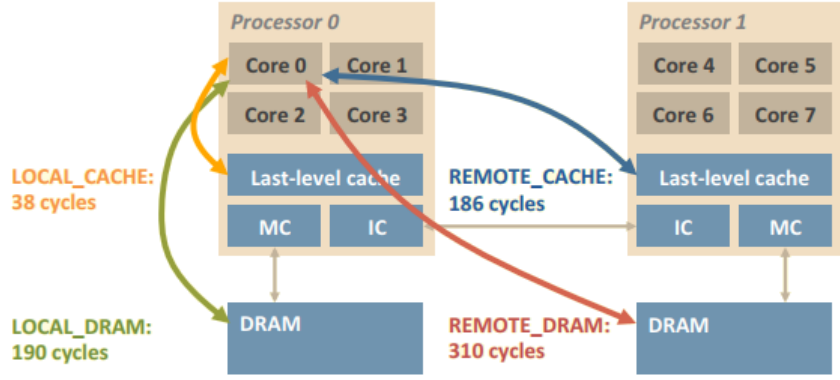 Processor 0
Processor 1
Core 0
Core 1
Core 4
Core 5
Core 2
Core 3
Core 6
Core 7
LOCAL_CACHE:
38 cycles
Last-level cache
REMOTE_CACHE:
186 cycles
Last-level cache
MC
IC
IC
MC
LOCAL_DRAM:
190 cycles
DRAM
REMOTE_DRAM:
310 cycles
DRAM